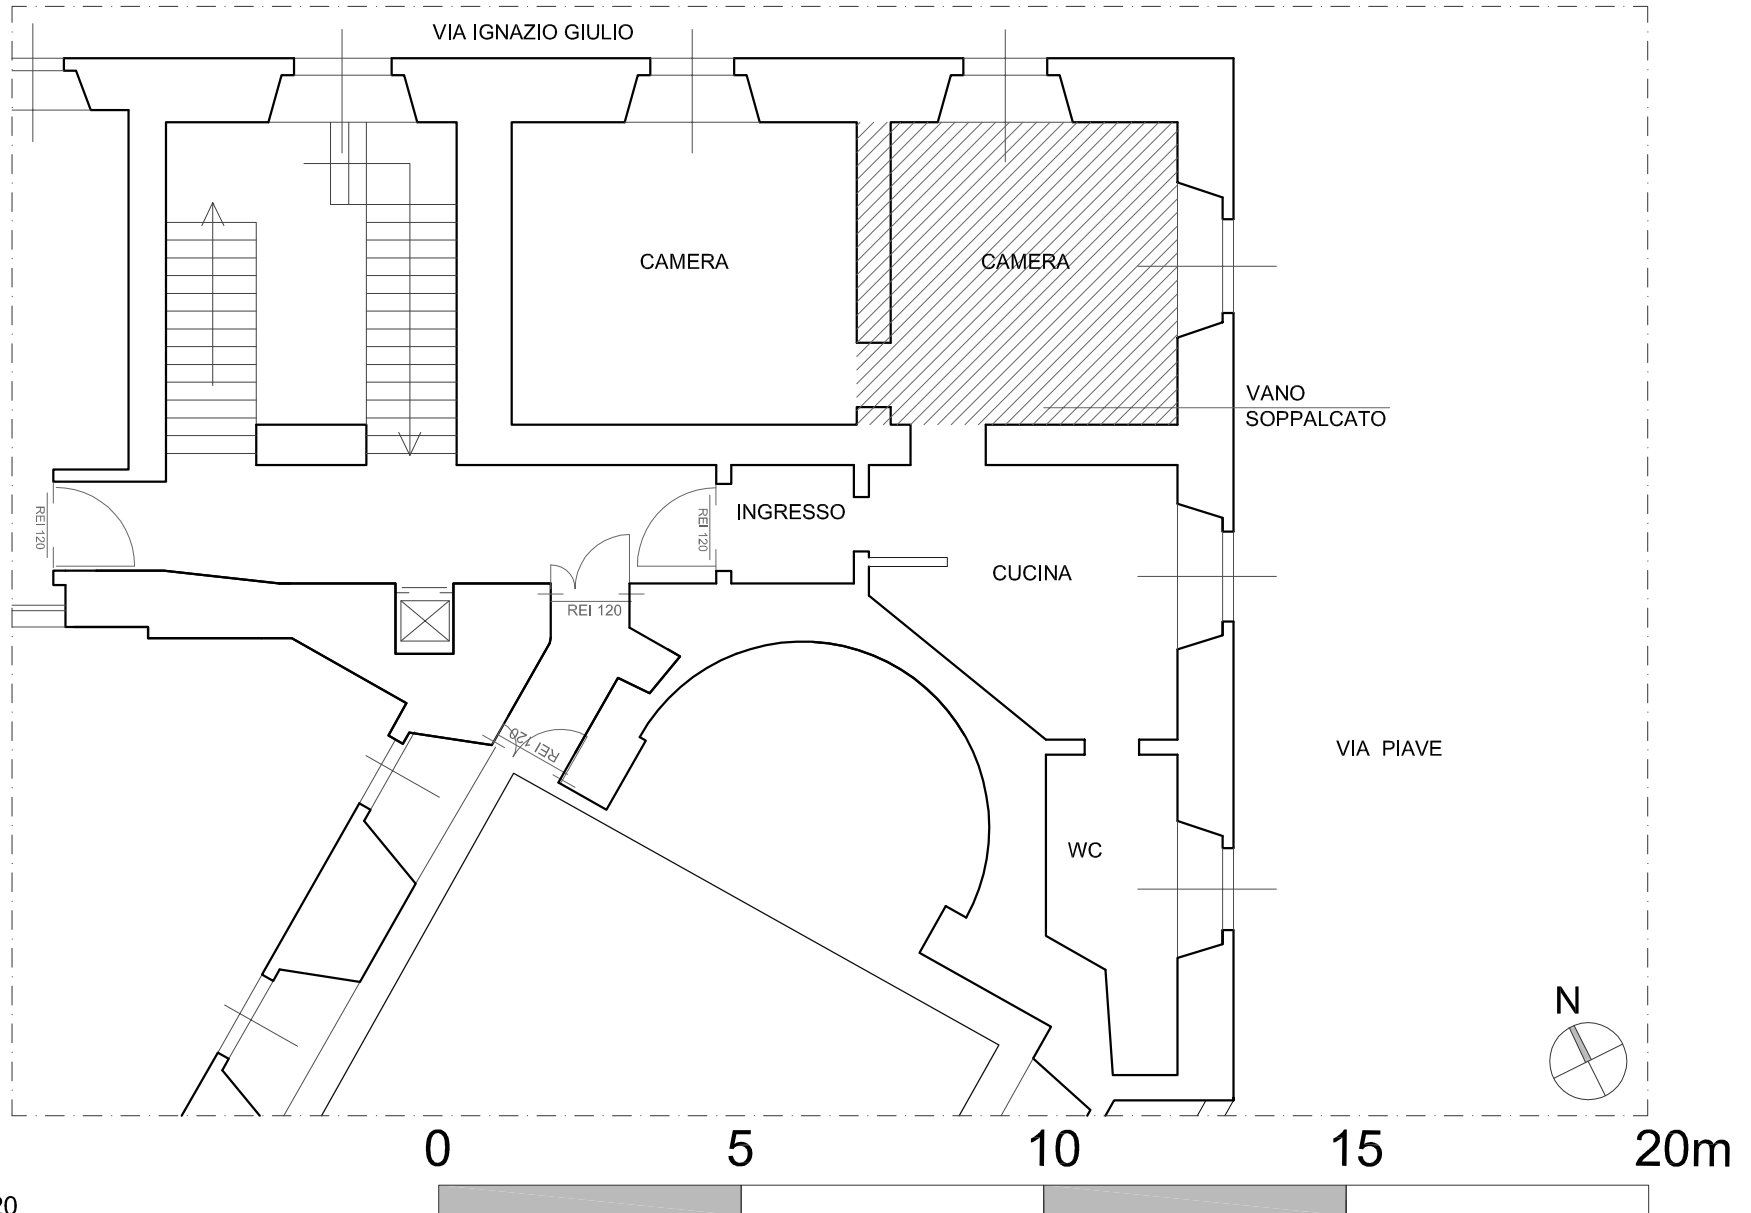 VIA IGNAZIO GIULIO
CAMERA
CAMERA
VANO
SOPPALCATO
REI 120
REI 120
INGRESSO
CUCINA
REI 120
REI 120
VIA PIAVE
WC
N
0 5 10 15 20m